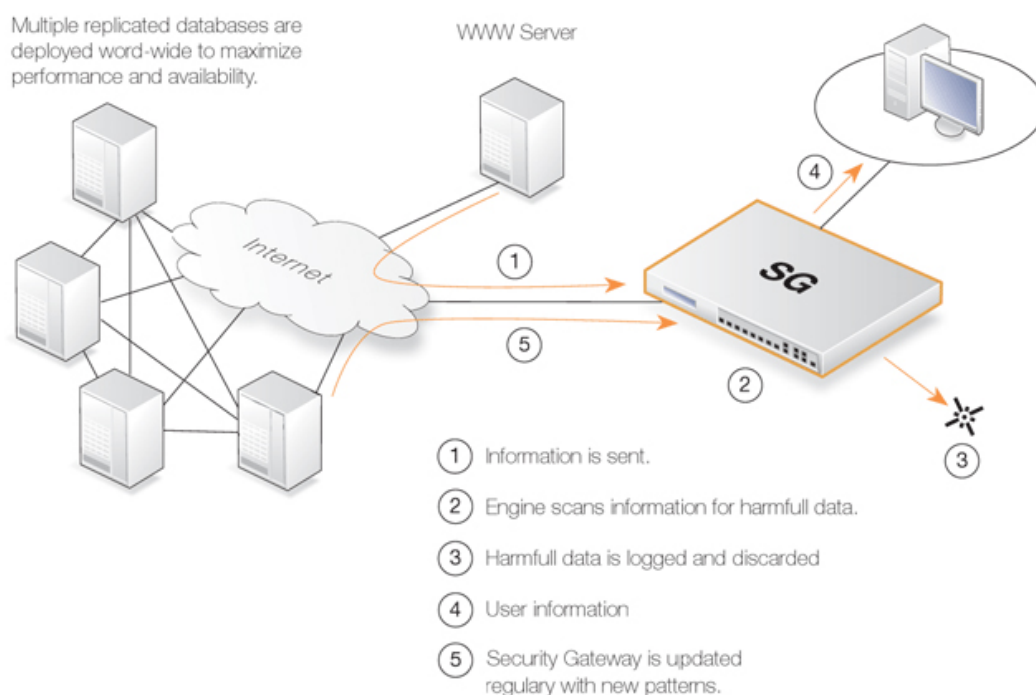 Multiple replicated databases are
deployed word-wide to maximize
performance and availability.
WWW Server
Internet
SG
1
2
3
4
5
1 Information is sent.
2 Engine scans information for harmfull data.
3 Harmfull data is logged and discarded
4 User information
5 Security Gateway is updated
regulary with new patterns.